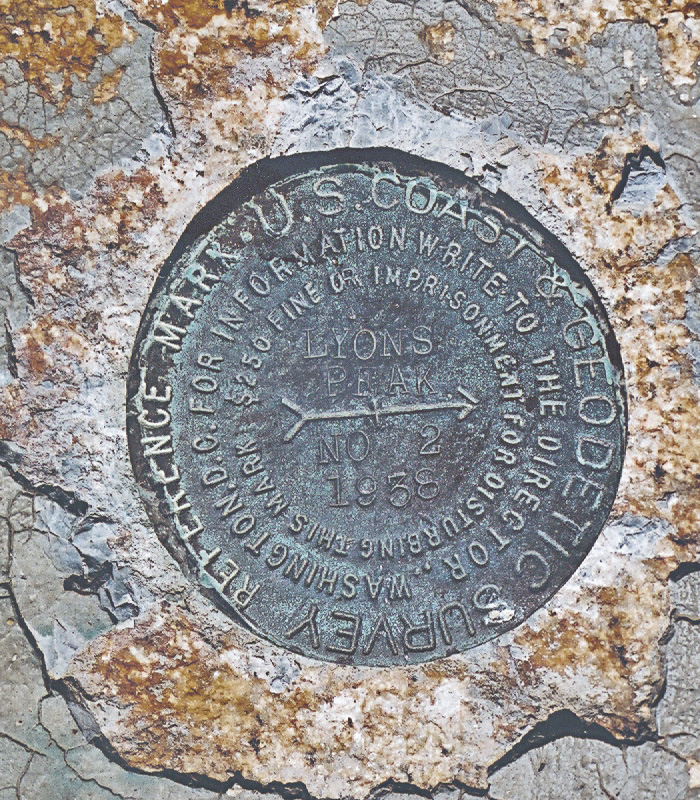 U.S. COAST & GEODETIC SURVEY
REFERENCE MARK
FOR INFORMATION WRITE TO THE DIRECTOR. WASHINGTON, D.C.
$250 FINE OR IMPRISONMENT FOR DISTURBING THIS MARK
LYONS
PEAK
NO 2
1938